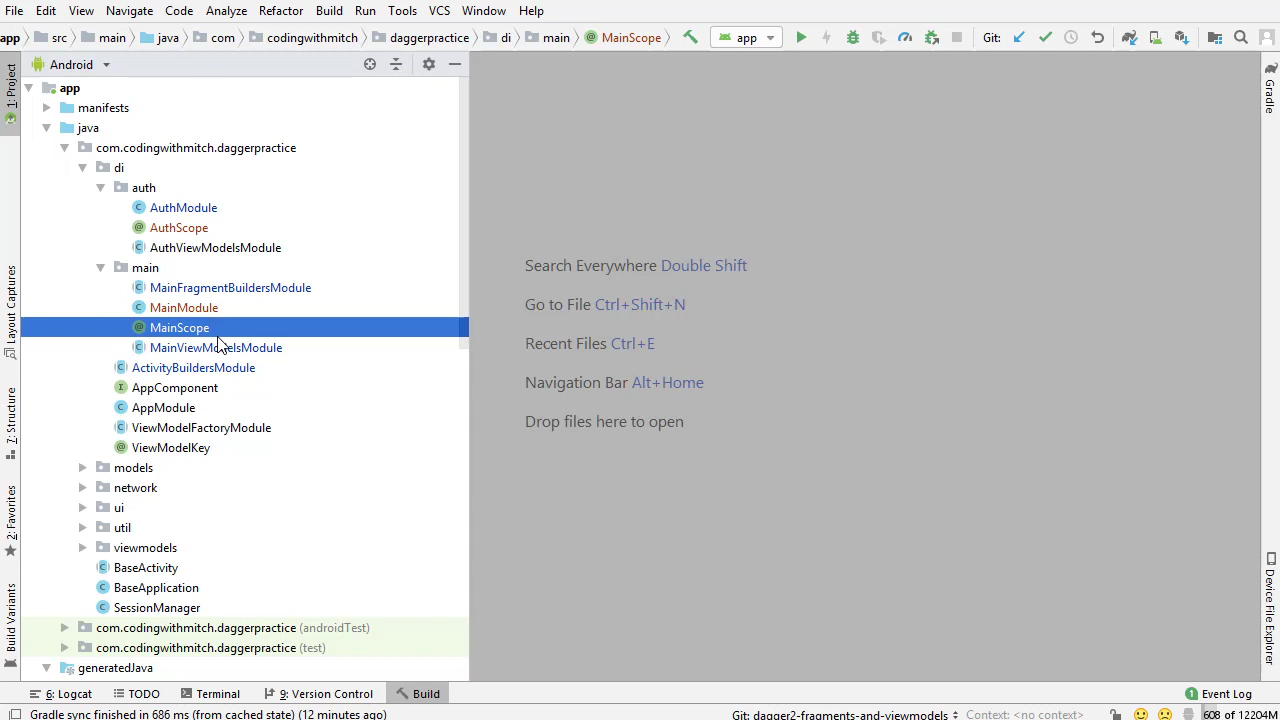 File Edit View Navigate Code Analyze Refactor Build Run Tools VCS Window Help
app src main java com codingwithmitch daggerpractice di main MainScope app Git:
1: Project
Android
app
manifests
java
com.codingwithmitch.daggerpractice
di
auth
AuthModule
AuthScope
AuthViewModelsModule
main
MainFragmentBuildersModule
MainModule
MainScope
MainViewModelsModule
ActivityBuildersModule
AppComponent
AppModule
ViewModelFactoryModule
ViewModelKey
models
network
ui
util
viewmodels
BaseActivity
BaseApplication
SessionManager
com.codingwithmitch.daggerpractice (androidTest)
com.codingwithmitch.daggerpractice (test)
generatedJava
Layout Captures
7: Structure
2: Favorites
Build Variants
Search Everywhere Double Shift
Go to File Ctrl+Shift+N
Recent Files Ctrl+E
Navigation Bar Alt+Home
Drop files here to open
Gradle
Device File Explorer
6: Logcat TODO Terminal 9: Version Control Build 1 Event Log
Gradle sync finished in 686 ms (from cached state) (12 minutes ago) Git: dagger2-fragments-and-viewmodels Context: <no context> 608 of 12204M